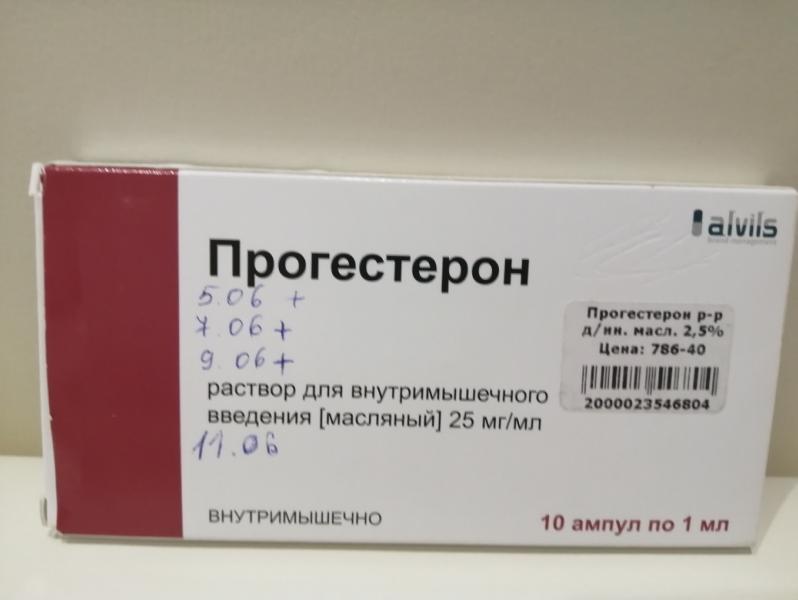 alvils
brand management
Прогестерон
5.06 +
7.06 +
9.06 +
раствор для внутримышечного
введения [масляный] 25 мг/мл
11.06
ВНУТРИМЫШЕЧНО
10 ампул по 1 мл
Прогестерон р-р
д/ин. масл. 2,5%
Цена: 786-40
2000023546804